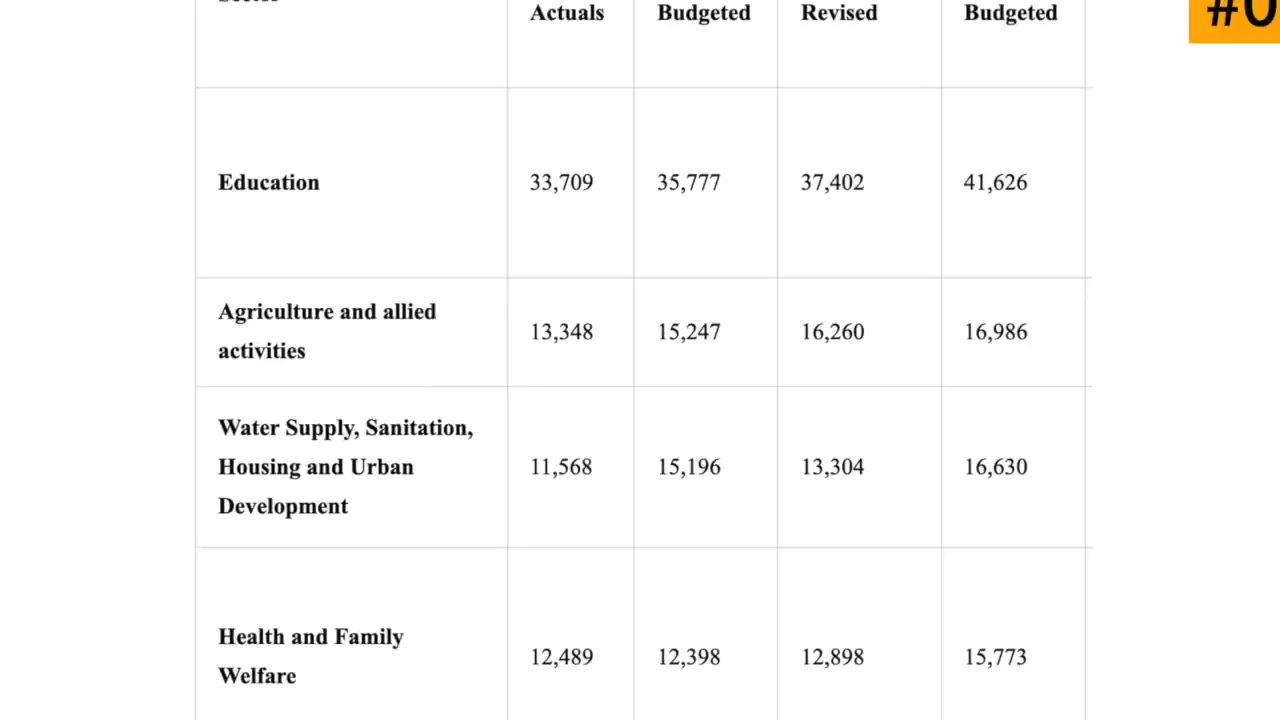 Actuals Budgeted Revised Budgeted
#0
Education 33,709 35,777 37,402 41,626
Agriculture and allied
activities
13,348 15,247 16,260 16,986
Water Supply, Sanitation,
Housing and Urban
Development
11,568 15,196 13,304 16,630
Health and Family
Welfare
12,489 12,398 12,898 15,773